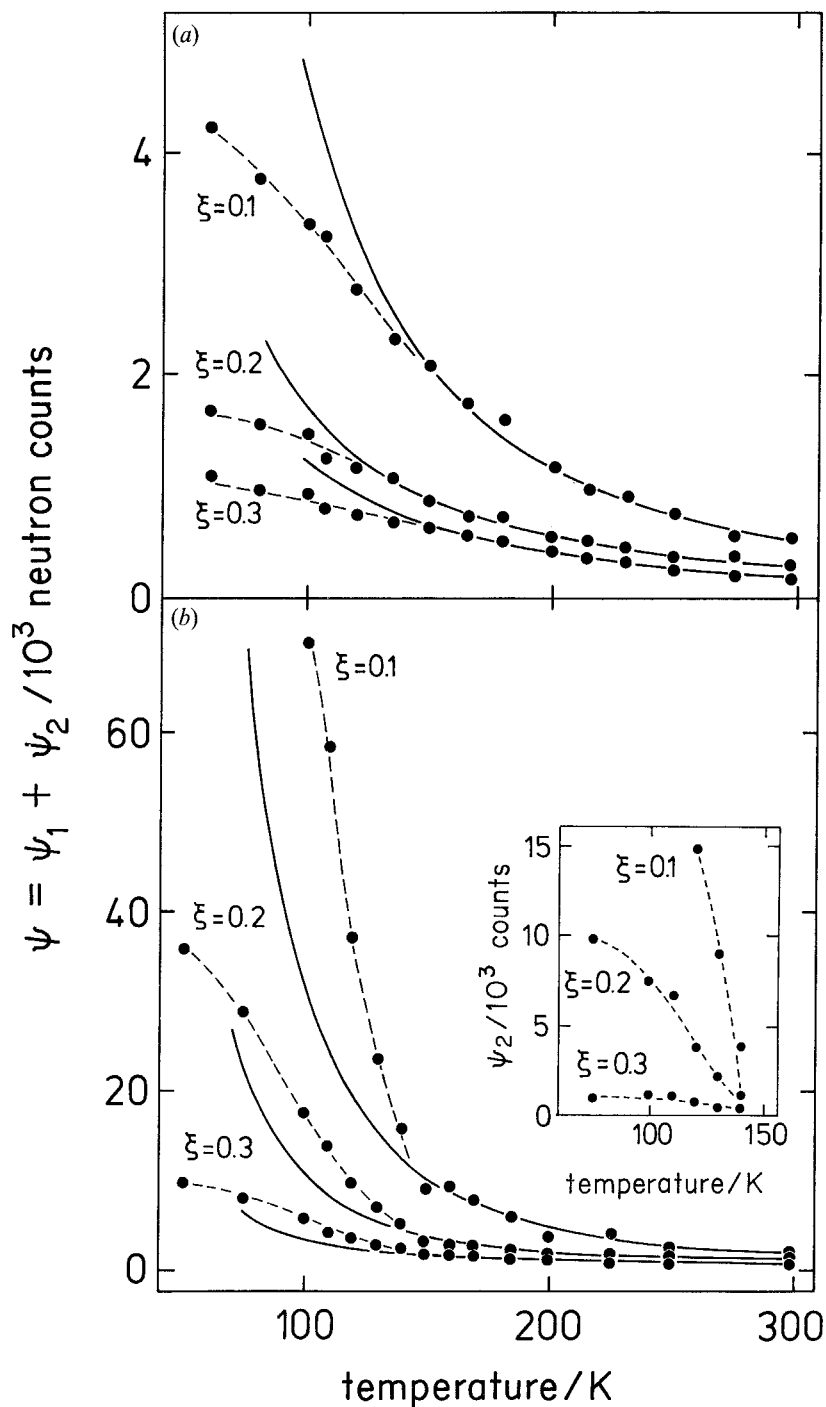 (a)
4
2
0
ξ=0.1
ξ=0.2
ξ=0.3
ψ = ψ₁ + ψ₂ /10³ neutron counts
(b)
60
40
20
0
ξ=0.1
ξ=0.2
ξ=0.3
15
10
5
0
ψ₂/10³ counts
ξ=0.1
ξ=0.2
ξ=0.3
100 150
temperature/K
100 200 300
temperature/K